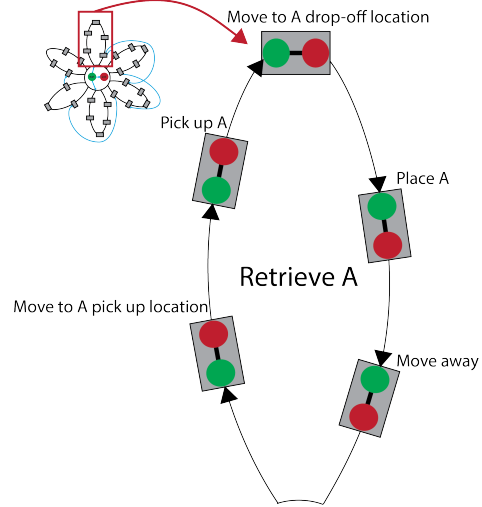 Move to A drop-off location
Pick up A
Place A
Retrieve A
Move to A pick up location
Move away